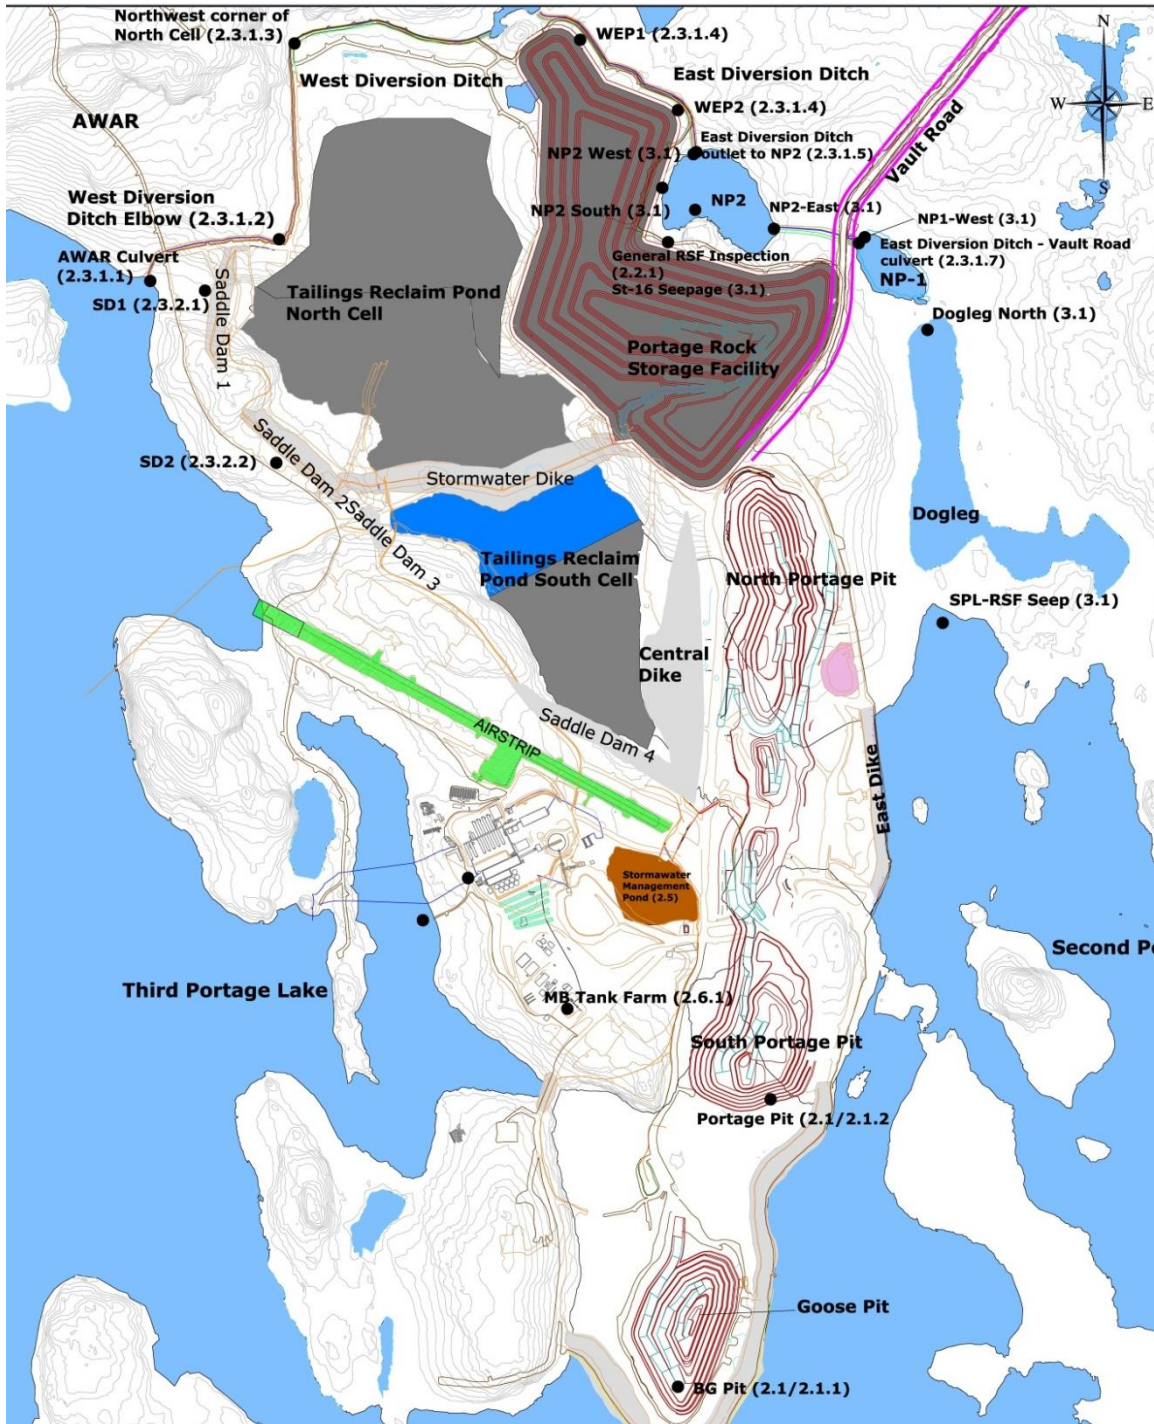 Northwest corner of
North Cell (2.3.1.3)
WEP1 (2.3.1.4)
N
W
E
S
West Diversion Ditch
East Diversion Ditch
AWAR
WEP2 (2.3.1.4)
Vault Road
East Diversion Ditch
outlet to NP2 (2.3.1.5)
NP2 West (3.1)
West Diversion
Ditch Elbow (2.3.1.2)
NP2
NP2 South (3.1)
NP2-East (3.1)
NP1-West (3.1)
East Diversion Ditch - Vault Road
culvert (2.3.1.7)
NP-1
AWAR Culvert
(2.3.1.1)
SD1 (2.3.2.1)
General RSF Inspection
(2.2.1)
St-16 Seepage (3.1)
Saddle Dam 1
Tailings Reclaim Pond
North Cell
Dogleg North (3.1)
Portage Rock
Storage Facility
SD2 (2.3.2.2)
Saddle Dam 2
Stormwater Dike
Saddle Dam 3
Dogleg
Tailings Reclaim
Pond South Cell
North Portage Pit
SPL-RSF Seep (3.1)
Central
Dike
Saddle Dam 4
AIRSTRIP
East Dike
Stormawater
Management
Pond (2.5)
Second Po
Third Portage Lake
MB Tank Farm (2.6.1)
South Portage Pit
Portage Pit (2.1/2.1.2
Goose Pit
BG Pit (2.1/2.1.1)